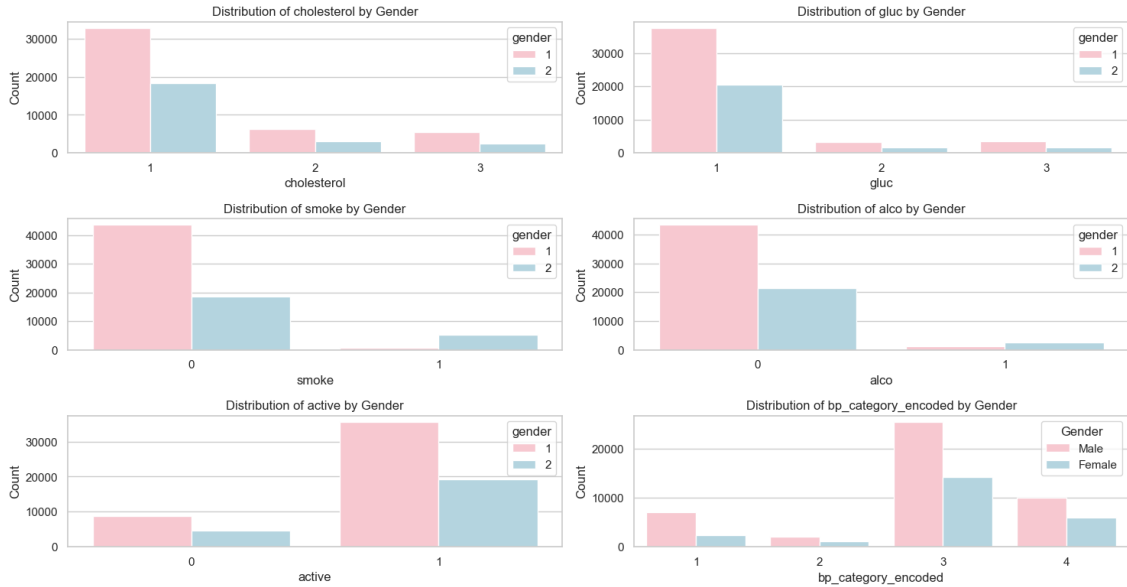 Distribution of cholesterol by Gender
Count
30000
20000
10000
0
1
2
3
cholesterol
gender
1
2
Distribution of gluc by Gender
Count
30000
20000
10000
0
1
2
3
gluc
gender
1
2
Distribution of smoke by Gender
Count
40000
30000
20000
10000
0
0
1
smoke
gender
1
2
Distribution of alco by Gender
Count
40000
30000
20000
10000
0
0
1
alco
gender
1
2
Distribution of active by Gender
Count
30000
20000
10000
0
0
1
active
gender
1
2
Distribution of bp_category_encoded by Gender
Count
20000
10000
0
1
2
3
4
bp_category_encoded
Gender
Male
Female